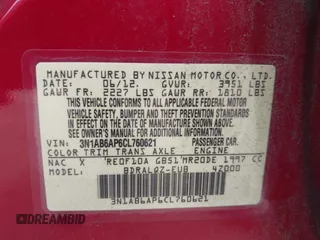 MANUFACTURED BY NISSAN MOTOR CO., LTD.
06/12. GVWR: 3951 LBS
GAWR FR: 2227 LBS GAWR RR: 1810 LBS
THIS VEHICLE CONFORMS TO ALL APPLICABLE
FEDERAL MOTOR VEHICLE SAFETY,
BUMPER, AND THEFT PREVENTION STANDARDS
IN EFFECT ON THE DATE OF MANUFACTURE SHOWN ABOVE.
SEE OWNER'S MANUAL FOR ADDITIONAL INFORMATION
VIN: 3N1AB6AP6CL760621 PASSENGER CAR
COLOR TRIM TRANS AXLE ENGINE
NAC X RE0F10A GB51 MR20DE 1997 CC
MODEL: BDRALQZ-EUB 4Z000
3N1AB6AP6CL760621
DREAMBID